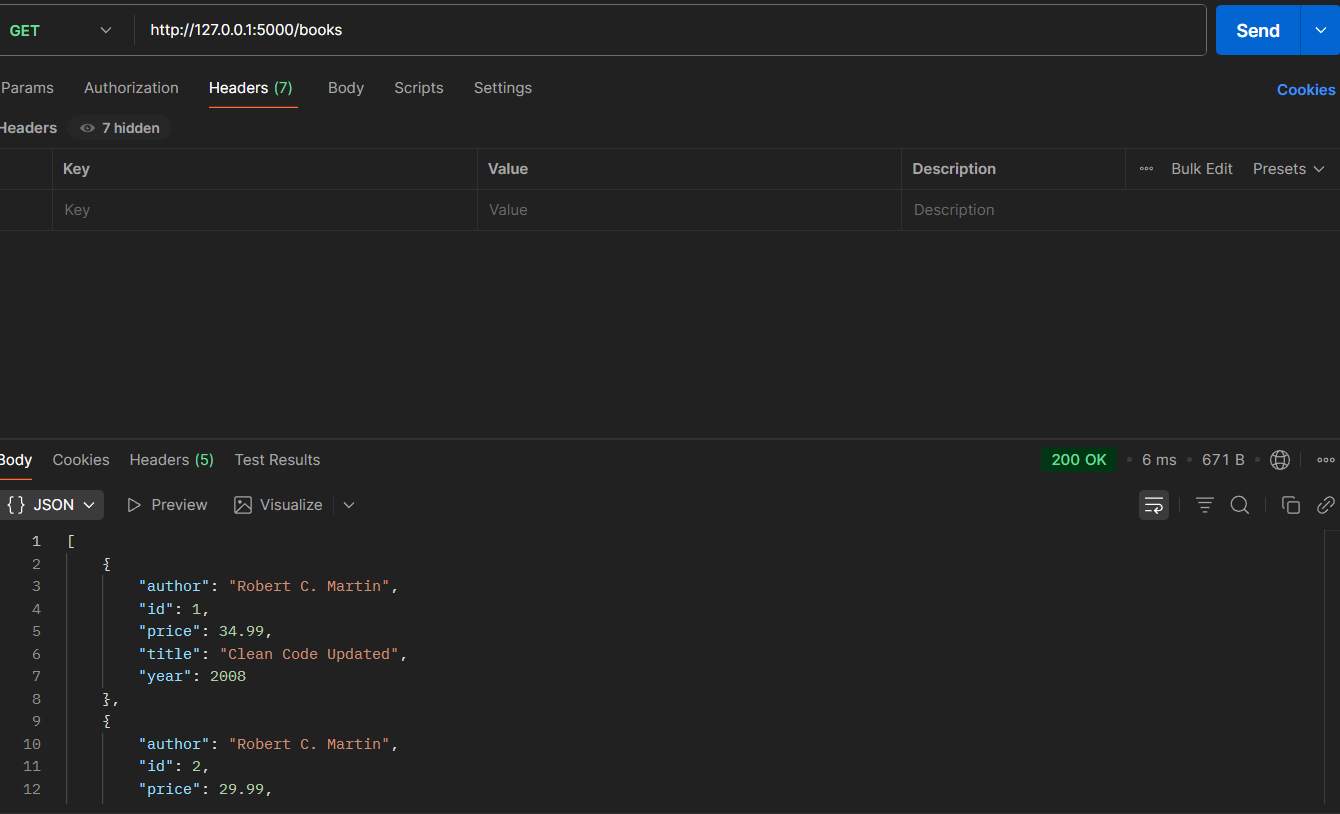 GET http://127.0.0.1:5000/books Send
Params Authorization Headers (7) Body Scripts Settings Cookies
Headers 7 hidden
Key Value Description Bulk Edit Presets
Key Value Description
Body Cookies Headers (5) Test Results 200 OK • 6 ms • 671 B •
{} JSON Preview Visualize
1 [
2 {
3 "author": "Robert C. Martin",
4 "id": 1,
5 "price": 34.99,
6 "title": "Clean Code Updated",
7 "year": 2008
8 },
9 {
10 "author": "Robert C. Martin",
11 "id": 2,
12 "price": 29.99,